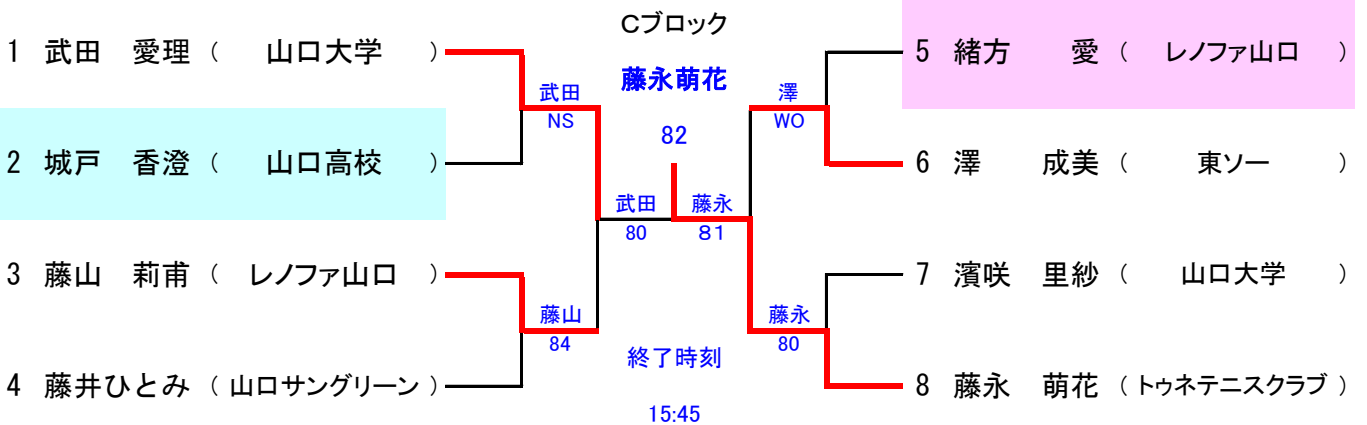 Cブロック
1 武田 愛理 ( 山口大学 )
5 緒方 愛 ( レノファ山口 )
藤永萌花
武田
NS
澤
WO
82
2 城戸 香澄 ( 山口高校 )
6 澤 成美 ( 東ソー )
武田
80
藤永
81
3 藤山 莉甫 ( レノファ山口 )
7 濱咲 里紗 ( 山口大学 )
藤山
84
藤永
80
終了時刻
4 藤井ひとみ ( 山口サングリーン )
8 藤永 萌花 ( トゥネテニスクラブ )
15:45